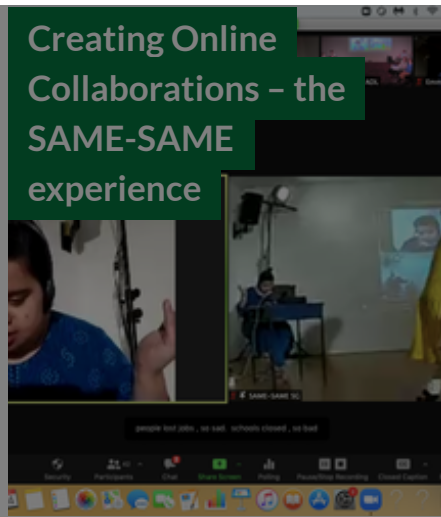 Creating Online
Collaborations – the
SAME-SAME
experience
SAME-SAME SG
people lost jobs , so sad. schools closed , so bad
Security
Participants
Chat
Share Screen
Polling
Pause/Stop Recording
Closed Caption